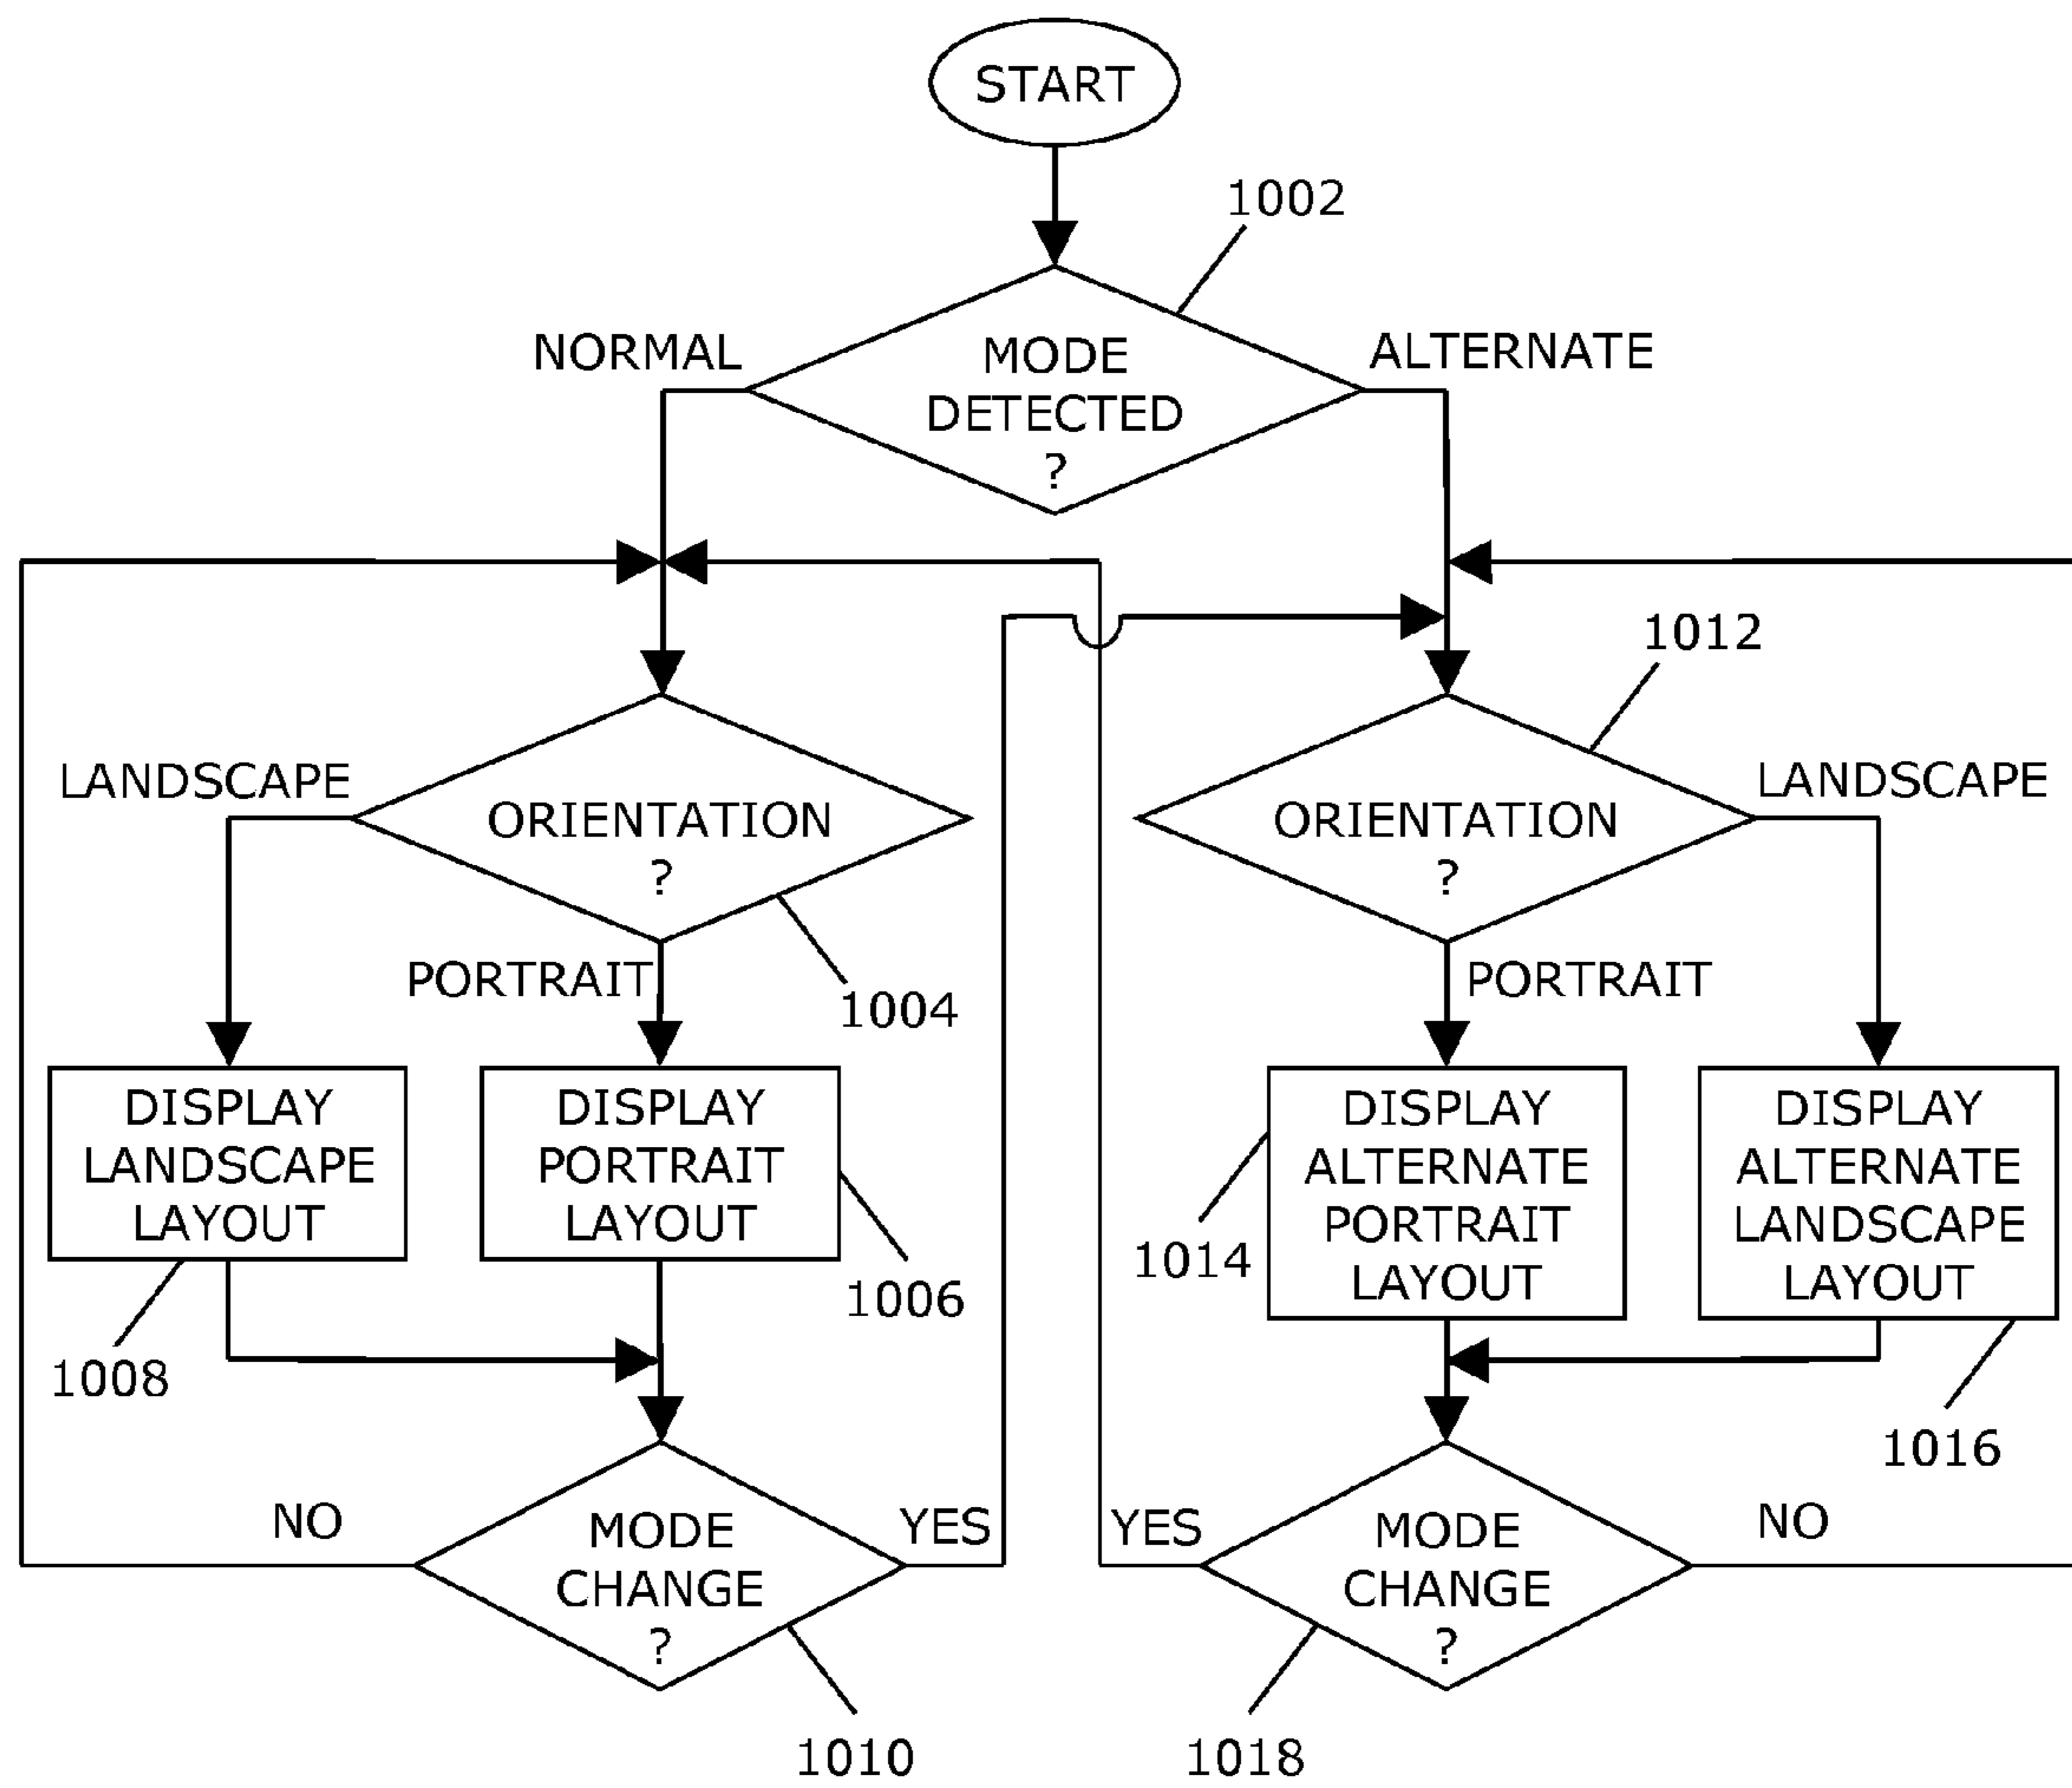 START
1002
NORMAL
ALTERNATE
MODE
DETECTED
?
1012
LANDSCAPE
ORIENTATION
?
ORIENTATION
?
LANDSCAPE
PORTRAIT
1004
PORTRAIT
DISPLAY
LANDSCAPE
LAYOUT
DISPLAY
PORTRAIT
LAYOUT
DISPLAY
ALTERNATE
PORTRAIT
LAYOUT
DISPLAY
ALTERNATE
LANDSCAPE
LAYOUT
1014
1006
1008
1016
NO
MODE
CHANGE
?
YES
YES
MODE
CHANGE
?
NO
1010
1018